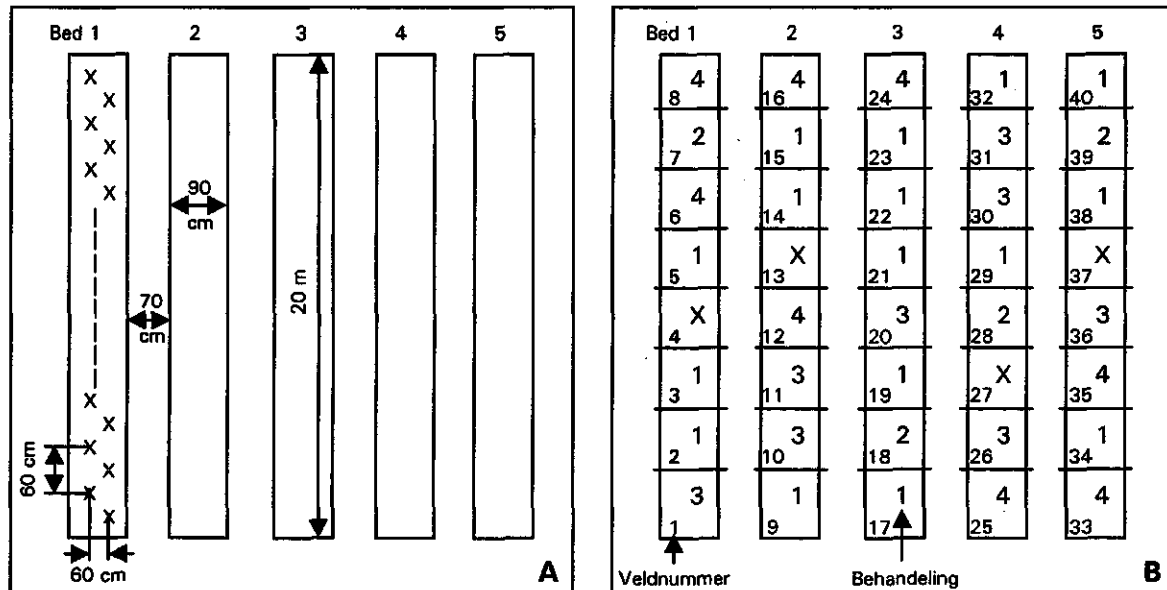 Bed 1 2 3 4 5
X
X
X
X
X
X
90
cm
20 m
70
cm
X
X
X
X
60 cm
X
X
60 cm
A
Bed 1 2 3 4 5
4 4 4 1 1
8 16 24 32 40
2 1 1 3 2
7 15 23 31 39
4 1 1 3 1
6 14 22 30 38
1 X 1 1 X
5 13 21 29 37
X 4 3 2 3
4 12 20 28 36
1 3 1 X 4
3 11 19 27 35
1 3 2 3 1
2 10 18 26 34
3 1 1 4 4
1 9 17 25 33
Veldnummer Behandeling
B